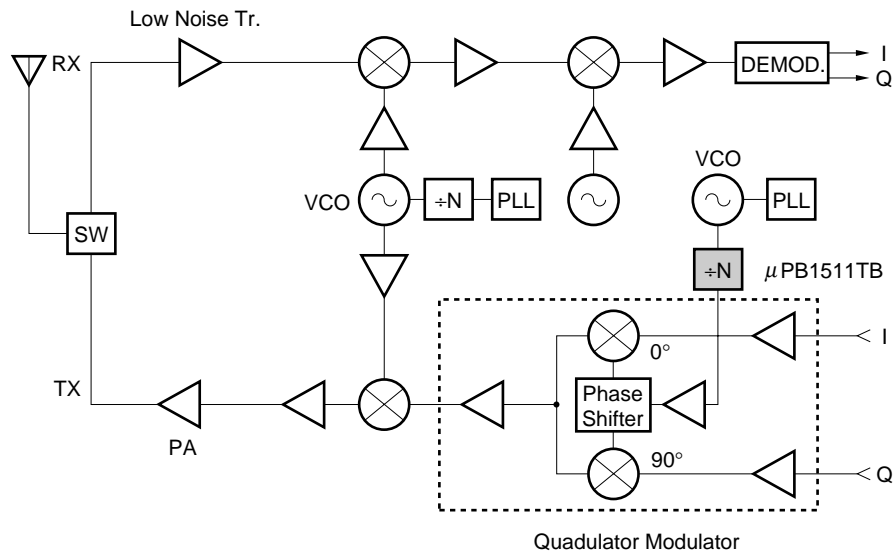 Low Noise Tr.
RX
DEMOD.
I
Q
VCO
÷N
PLL
VCO
PLL
SW
÷N
μPB1511TB
I
0°
TX
Phase
Shifter
PA
90°
Q
Quadulator Modulator